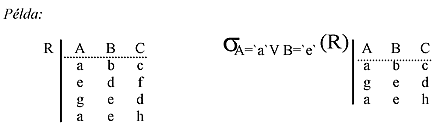 Példa:
R A B C σA=`a`V B=`e` (R) A B C
a b c a b c
e d f g e d
g e d a e h
a e h